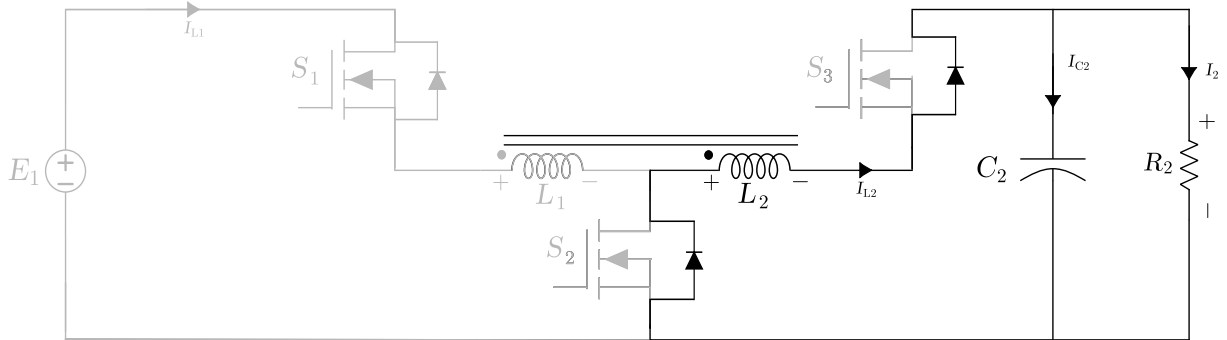 I_L1
S_1
S_3
I_C2
I_2
+
E_1
+
−
+
−
L_1
+
−
L_2
I_L2
C_2
R_2
−
S_2